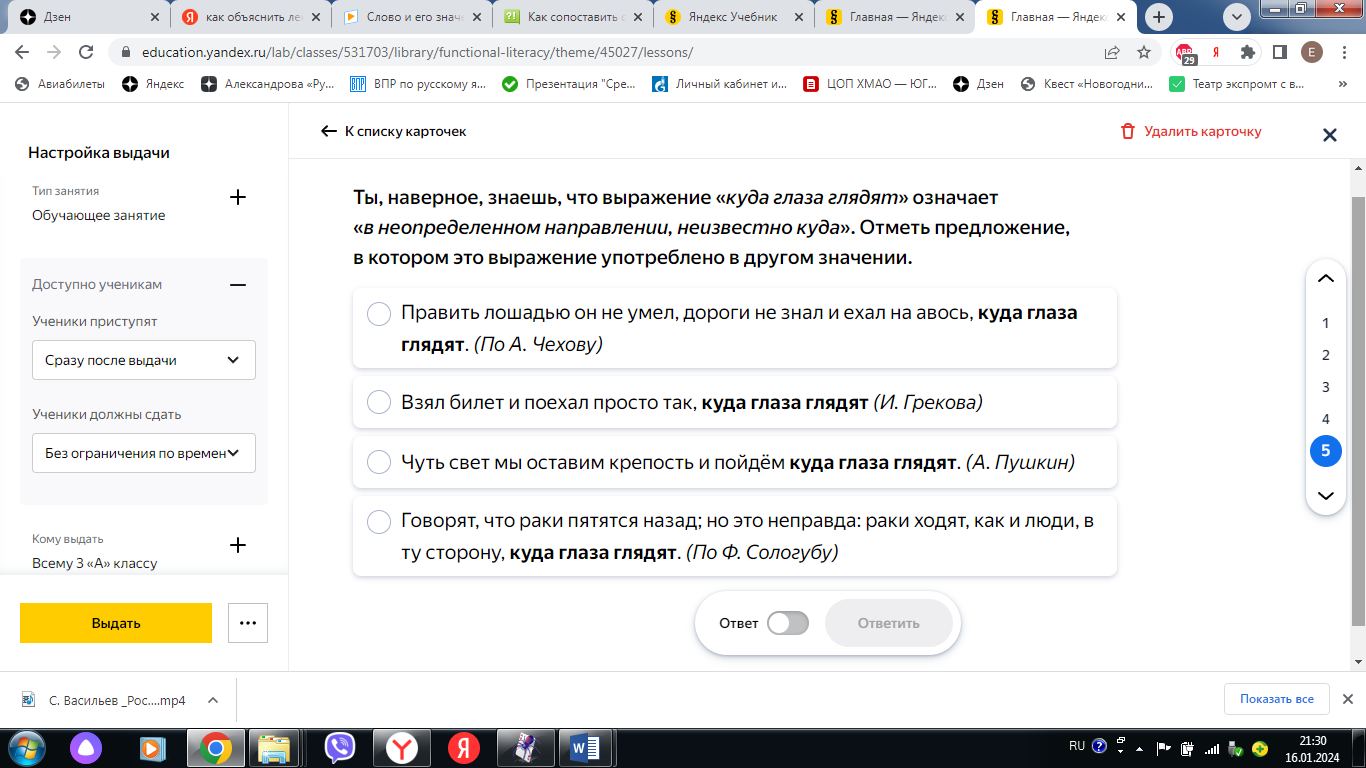 Дзен
как объяснить ле
Слово и его знач
Как сопоставить
Яндекс Учебник
Главная — Яндек
Главная — Яндек
education.yandex.ru/lab/classes/531703/library/functional-literacy/theme/45027/lessons/
29
Я
E
Авиабилеты
Яндекс
Александрова «Ру...
ВПР по русскому я...
Презентация "Сре...
Личный кабинет и...
ЦОП ХМАО — ЮГ...
Дзен
Квест «Новогодни...
Театр экспромт с в...
»
Настройка выдачи
Тип занятия
Обучающее занятие
Доступно ученикам
Ученики приступят
Сразу после выдачи
Ученики должны сдать
Без ограничения по времен
Кому выдать
Всему 3 «А» классу
Выдать
К списку карточек
Удалить карточку
Ты, наверное, знаешь, что выражение «куда глаза глядят» означает
«в неопределенном направлении, неизвестно куда». Отметь предложение,
в котором это выражение употреблено в другом значении.
Править лошадью он не умел, дороги не знал и ехал на авось, куда глаза
глядят. (По А. Чехову)
Взял билет и поехал просто так, куда глаза глядят (И. Грекова)
Чуть свет мы оставим крепость и пойдём куда глаза глядят. (А. Пушкин)
Говорят, что раки пятятся назад; но это неправда: раки ходят, как и люди, в
ту сторону, куда глаза глядят. (По Ф. Сологубу)
Ответ
Ответить
1
2
3
4
5
С. Васильев _Рос....mp4
Показать все
RU
21:30
16.01.2024